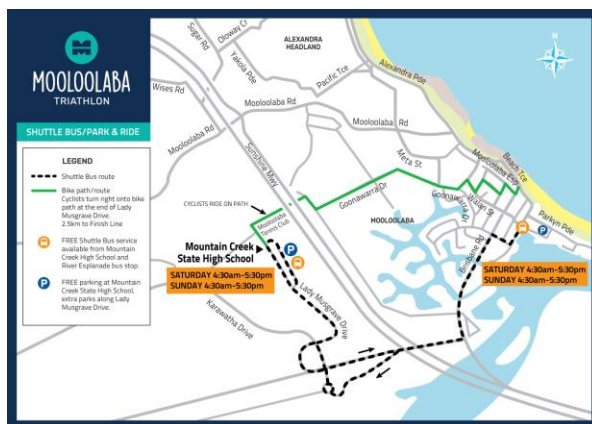 MOOLOOLABA
TRIATHLON
SHUTTLE BUS/PARK & RIDE
LEGEND
Shuttle Bus route
Bike path/route
Cyclists turn right onto bike
path at the end of Lady
Musgrave Drive.
2.5km to Finish Line
FREE Shuttle Bus service
available from Mountain
Creek High School and
River Esplanade bus stop.
P
FREE parking at Mountain
Creek State High School,
extra parks along Lady
Musgrave Drive.
Sugar Rd
Oloway Cr
Yakola Pde
ALEXANDRA
HEADLAND
Pacific Tce
Alexandra Pde
N
Wises Rd
Mooloolaba Rd
Mooloolaba Rd
Mooloolaba Rd
Sunshine Mwy
Meta St
Mooloolaba Esp
Beach Tce
CYCLISTS RIDE ON PATH
Goonawarra Dr
Goonawarra Dr
Walan St
Parkyn Pde
Mooloolaba
Tennis Club
MOOLOOLABA
Brisbane Rd
P
Mountain Creek
State High School
P
SATURDAY 4:30am-5:30pm
SUNDAY 4:30am-5:30pm
SATURDAY 4:30am-5:30pm
SUNDAY 4:30am-5:30pm
Lady Musgrave Drive
Karawatha Drive